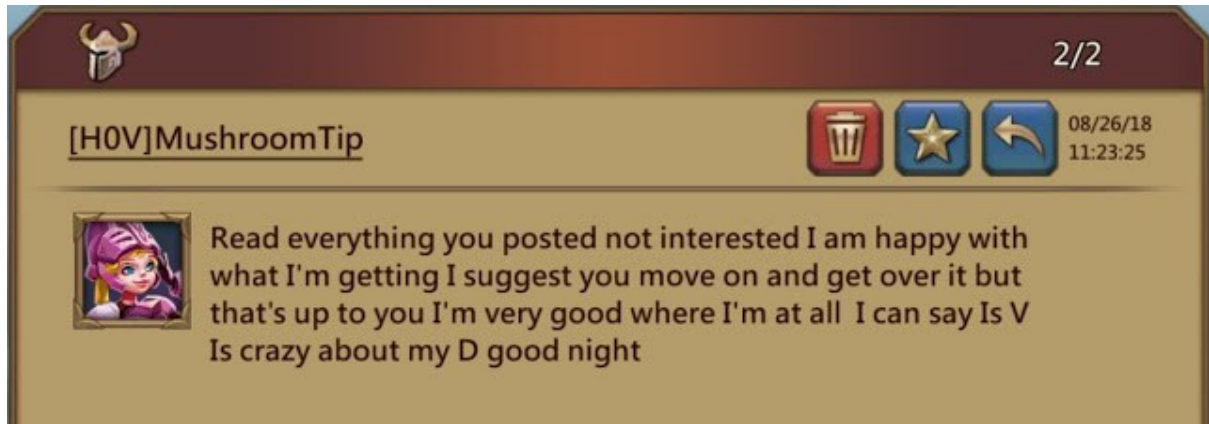 2/2
[H0V]MushroomTip
08/26/18
11:23:25
Read everything you posted not interested I am happy with
what I'm getting I suggest you move on and get over it but
that's up to you I'm very good where I'm at all  I can say Is V
Is crazy about my D good night